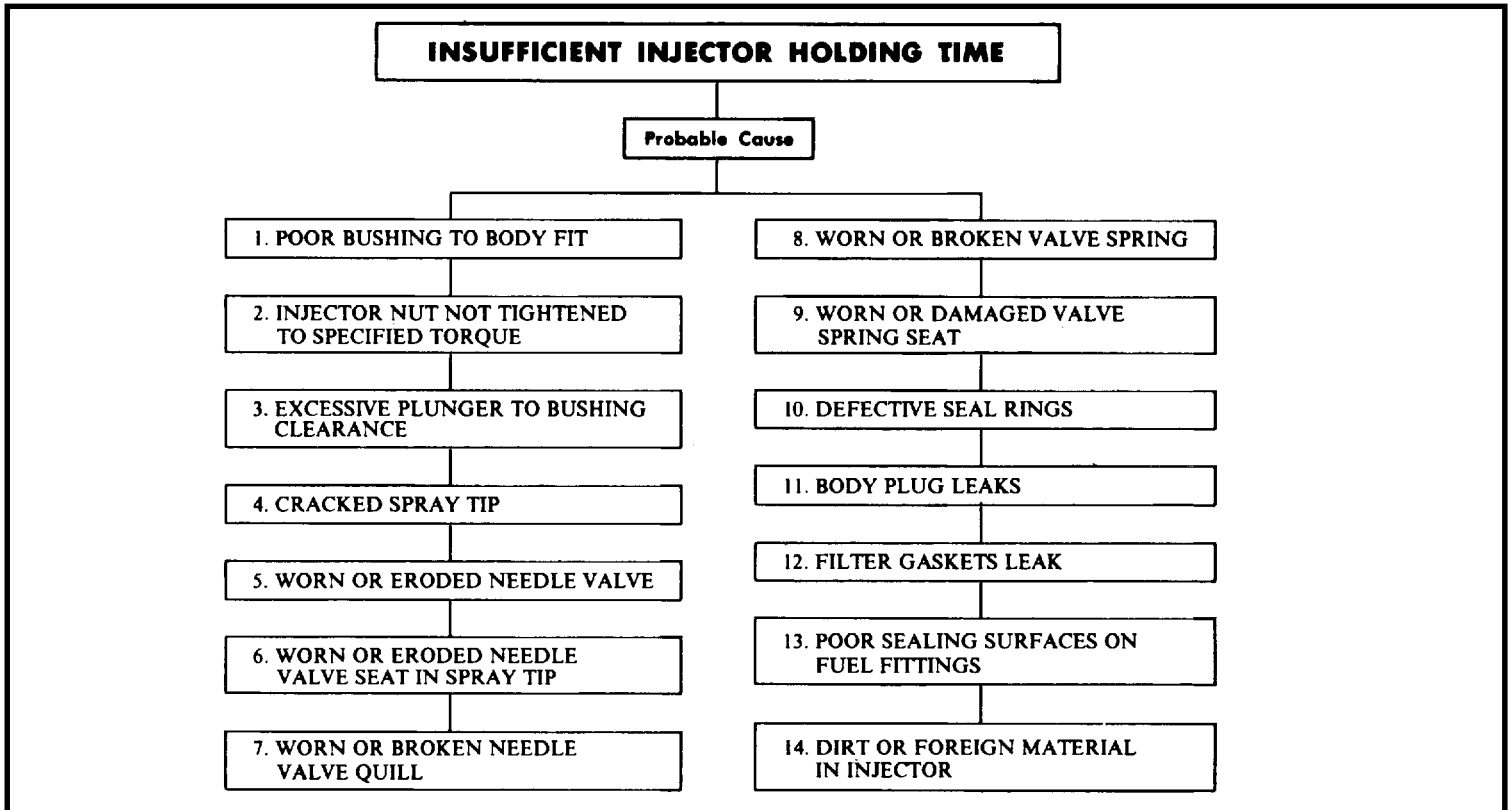 INSUFFICIENT INJECTOR HOLDING TIME
Probable Cause
1. POOR BUSHING TO BODY FIT
2. INJECTOR NUT NOT TIGHTENED
TO SPECIFIED TORQUE
3. EXCESSIVE PLUNGER TO BUSHING
CLEARANCE
4. CRACKED SPRAY TIP
5. WORN OR ERODED NEEDLE VALVE
6. WORN OR ERODED NEEDLE
VALVE SEAT IN SPRAY TIP
7. WORN OR BROKEN NEEDLE
VALVE QUILL
8. WORN OR BROKEN VALVE SPRING
9. WORN OR DAMAGED VALVE
SPRING SEAT
10. DEFECTIVE SEAL RINGS
11. BODY PLUG LEAKS
12. FILTER GASKETS LEAK
13. POOR SEALING SURFACES ON
FUEL FITTINGS
14. DIRT OR FOREIGN MATERIAL
IN INJECTOR